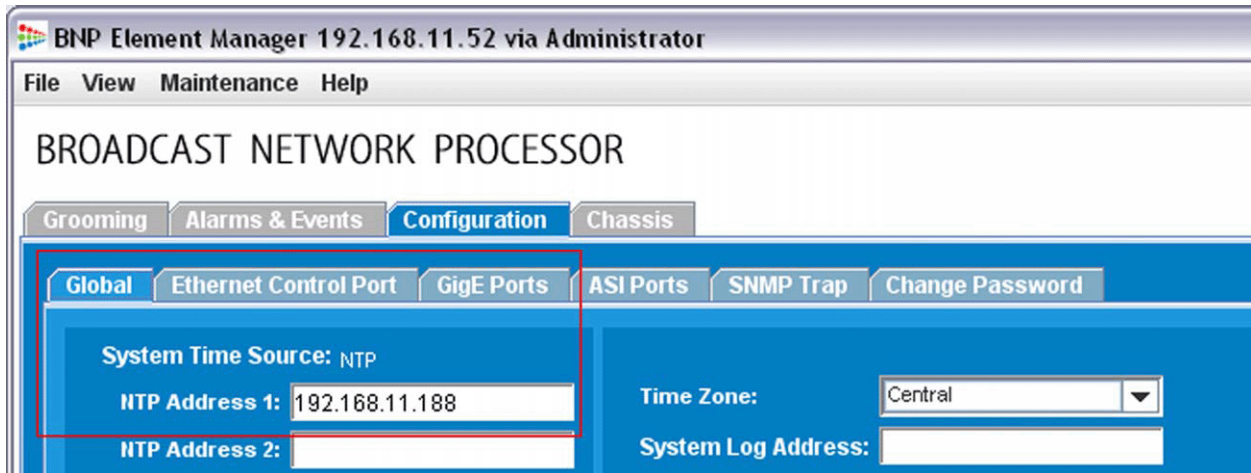 BNP Element Manager 192.168.11.52 via Administrator
File View Maintenance Help
BROADCAST NETWORK PROCESSOR
Grooming Alarms & Events Configuration Chassis
Global Ethernet Control Port GigE Ports ASI Ports SNMP Trap Change Password
System Time Source: NTP
NTP Address 1: 192.168.11.188
Time Zone: Central
NTP Address 2:
System Log Address: